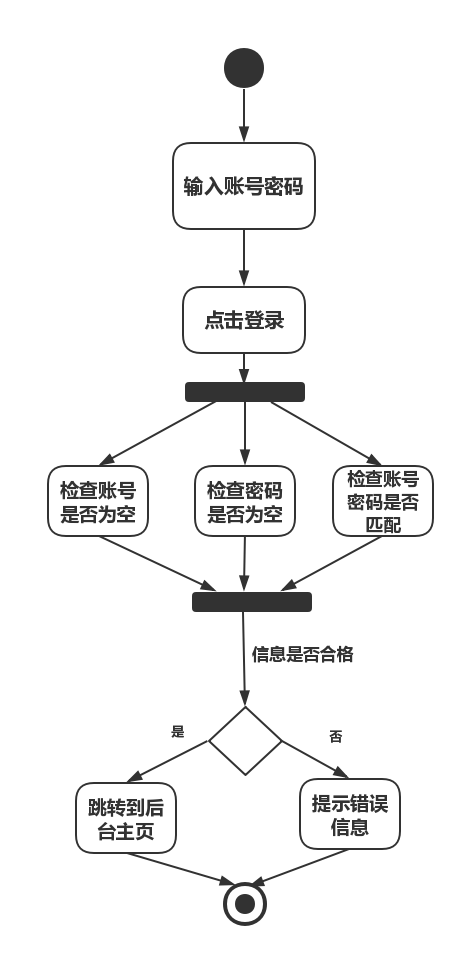 输入账号密码
点击登录
检查账号
是否为空
检查密码
是否为空
检查账号
密码是否
匹配
信息是否合格
是
否
跳转到后
台主页
提示错误
信息